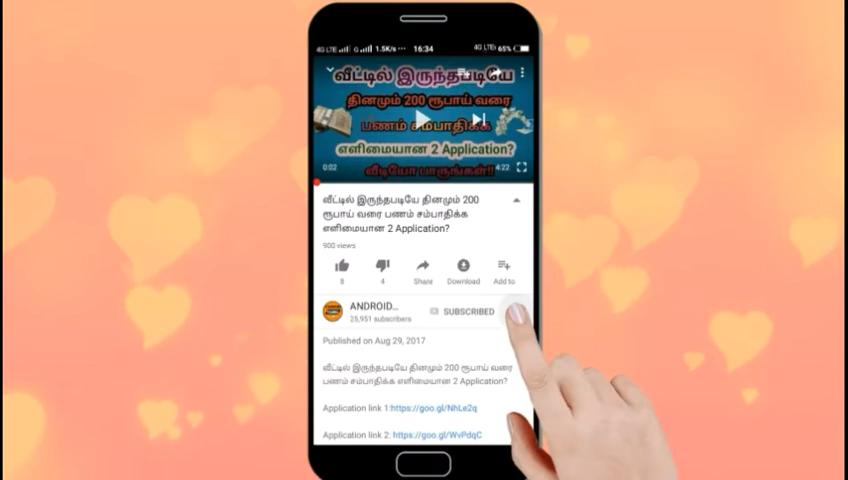 4G LTE G 1.5K/s ··· 16:34 4G LTE 65%
வீட்டில் இருந்தபடியே
தினமும் 200 ரூபாய் வரை
பணம் சம்பாதிக்க
எளிமையான 2 Application?
வீடியோ பாருங்கள்!!
0:02 4:22
வீட்டில் இருந்தபடியே தினமும் 200
ரூபாய் வரை பணம் சம்பாதிக்க
எளிமையான 2 Application?
900 views
8 4 Share Download Add to
ANDROID... SUBSCRIBED
25,951 subscribers
Published on Aug 29, 2017
வீட்டில் இருந்தபடியே தினமும் 200 ரூபாய் வரை
பணம் சம்பாதிக்க எளிமையான 2 Application?
Application link 1:https://goo.gl/NhLe2q
Application link 2: https://goo.gl/WvPdqC